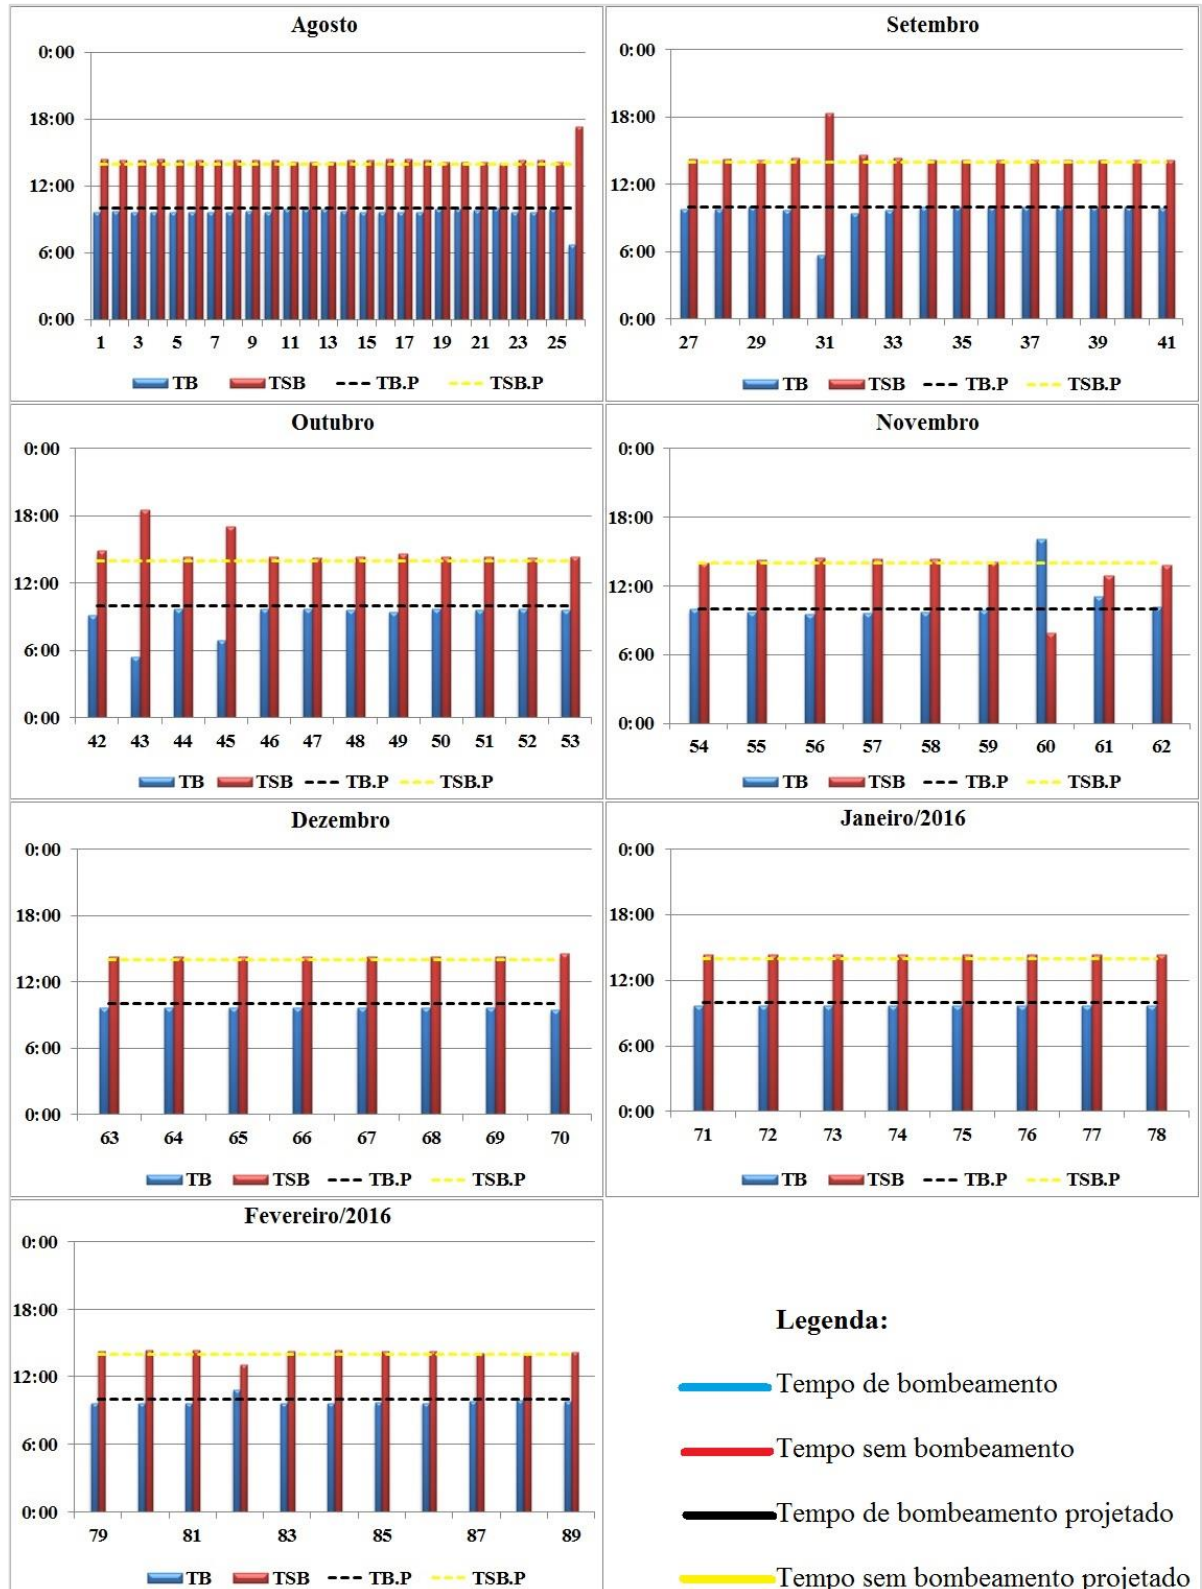 Agosto
0:00
18:00
12:00
6:00
0:00
1 3 5 7 9 11 13 15 17 19 21 23 25
TB TSB TB.P TSB.P
Setembro
0:00
18:00
12:00
6:00
0:00
27 29 31 33 35 37 39 41
TB TSB TB.P TSB.P
Outubro
0:00
18:00
12:00
6:00
0:00
42 43 44 45 46 47 48 49 50 51 52 53
TB TSB TB.P TSB.P
Novembro
0:00
18:00
12:00
6:00
0:00
54 55 56 57 58 59 60 61 62
TB TSB TB.P TSB.P
Dezembro
0:00
18:00
12:00
6:00
0:00
63 64 65 66 67 68 69 70
TB TSB TB.P TSB.P
Janeiro/2016
0:00
18:00
12:00
6:00
0:00
71 72 73 74 75 76 77 78
TB TSB TB.P TSB.P
Fevereiro/2016
0:00
18:00
12:00
6:00
0:00
79 81 83 85 87 89
TB TSB TB.P TSB.P
Legenda:
Tempo de bombeamento
Tempo sem bombeamento
Tempo de bombeamento projetado
Tempo sem bombeamento projetado